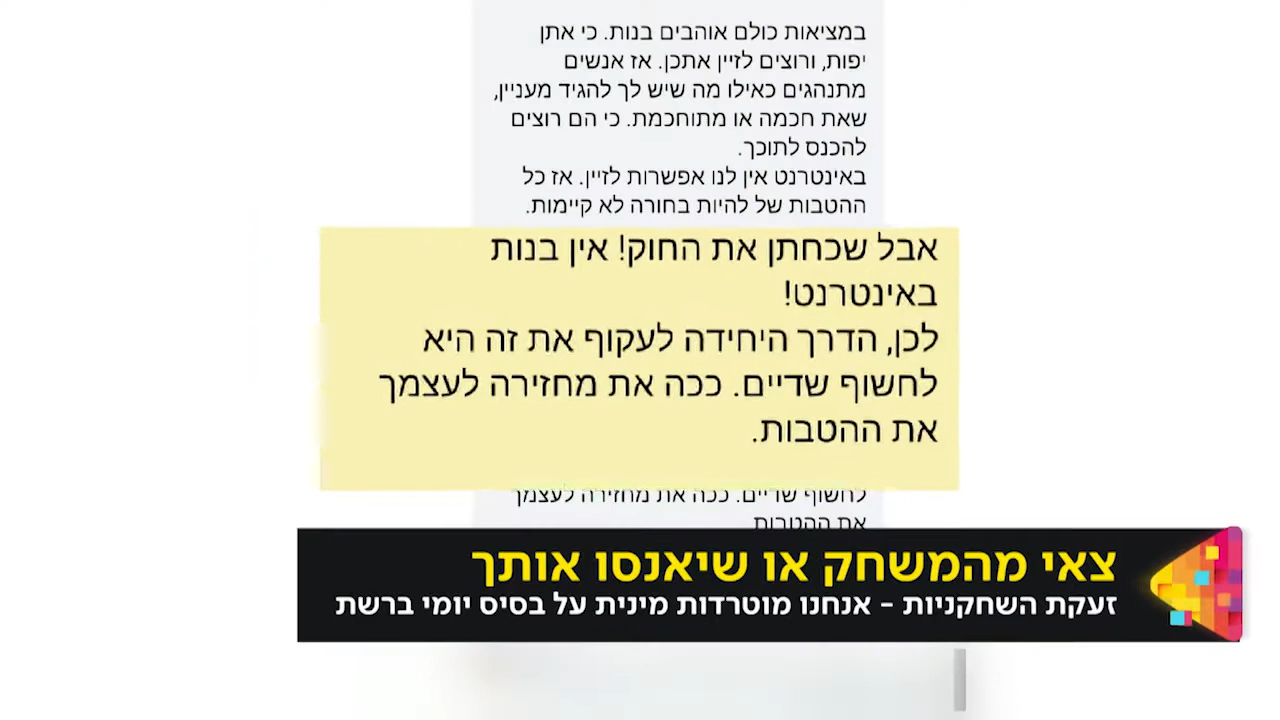 במציאות כולם אוהבים בנות. כי אתן
יפות, ורוצים לזיין אתכן. אז אנשים
מתנהגים כאילו מה שיש לך להגיד מעניין,
שאת חכמה או מתוחכמת. כי הם רוצים
להכנס לתוכך.
באינטרנט אין לנו אפשרות לזיין. אז כל
ההטבות של להיות בחורה לא קיימות.
אבל שכחתן את החוק! אין בנות
באינטרנט!
לכן, הדרך היחידה לעקוף את זה היא
לחשוף שדיים. ככה את מחזירה לעצמך
את ההטבות.
לחשוף שדיים. ככה את מחזירה לעצמך
את ההטבות
צאי מהמשחק או שיאנסו אותך
זעקת השחקניות - אנחנו מוטרדות מינית על בסיס יומי ברשת